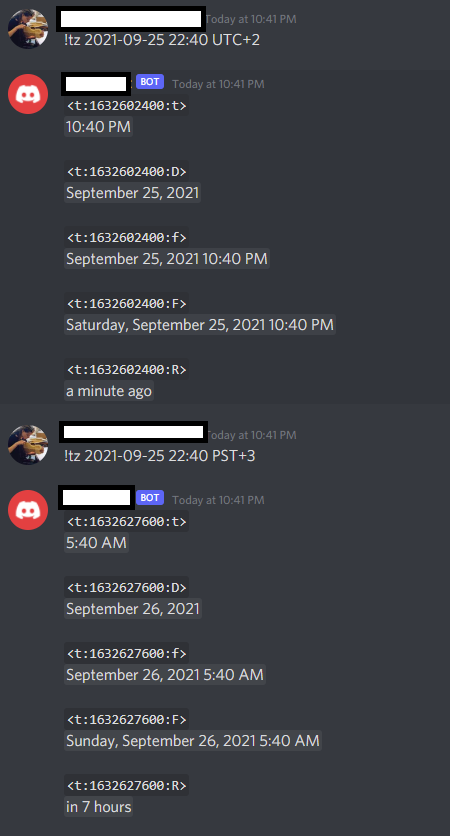 Today at 10:41 PM
!tz 2021-09-25 22:40 UTC+2
BOT Today at 10:41 PM
<t:1632602400:t>
10:40 PM
<t:1632602400:D>
September 25, 2021
<t:1632602400:f>
September 25, 2021 10:40 PM
<t:1632602400:F>
Saturday, September 25, 2021 10:40 PM
<t:1632602400:R>
a minute ago
Today at 10:41 PM
!tz 2021-09-25 22:40 PST+3
BOT Today at 10:41 PM
<t:1632627600:t>
5:40 AM
<t:1632627600:D>
September 26, 2021
<t:1632627600:f>
September 26, 2021 5:40 AM
<t:1632627600:F>
Sunday, September 26, 2021 5:40 AM
<t:1632627600:R>
in 7 hours